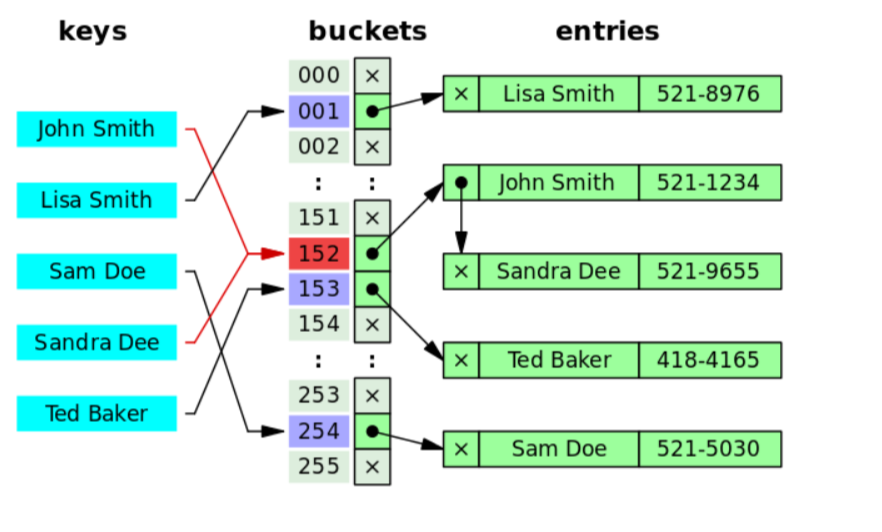 keys
buckets
entries
John Smith
Lisa Smith
Sam Doe
Sandra Dee
Ted Baker
000 ×
001
002 ×
: :
151 ×
152
153
154 ×
: :
253 ×
254
255 ×
× Lisa Smith 521-8976
John Smith 521-1234
× Sandra Dee 521-9655
× Ted Baker 418-4165
× Sam Doe 521-5030